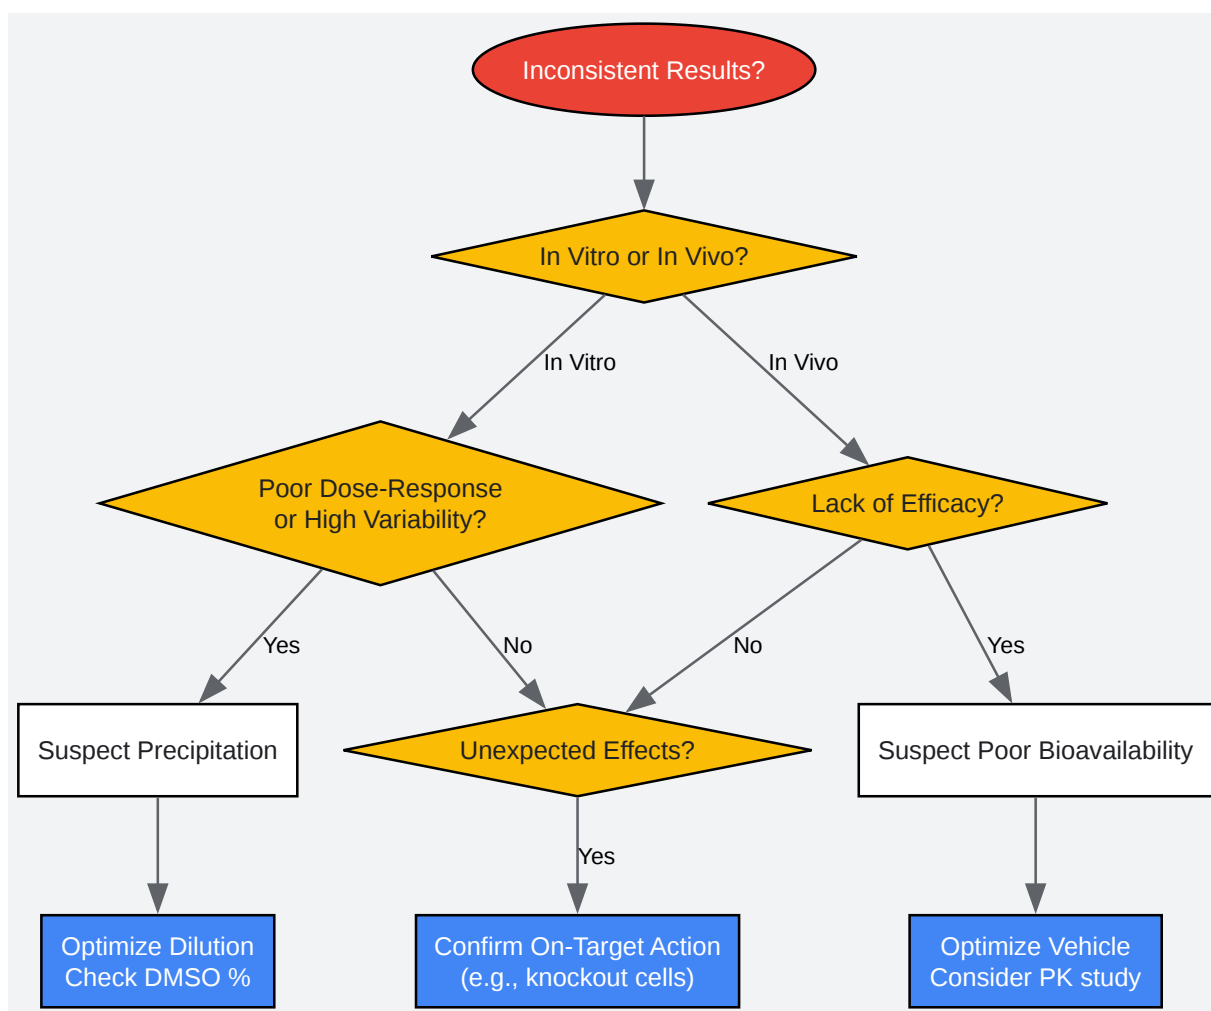 Inconsistent Results?
In Vitro or In Vivo?
In Vitro
In Vivo
Poor Dose-Response
or High Variability?
Lack of Efficacy?
Yes
No
No
Yes
Suspect Precipitation
Unexpected Effects?
Suspect Poor Bioavailability
Yes
Optimize Dilution
Check DMSO %
Confirm On-Target Action
(e.g., knockout cells)
Optimize Vehicle
Consider PK study